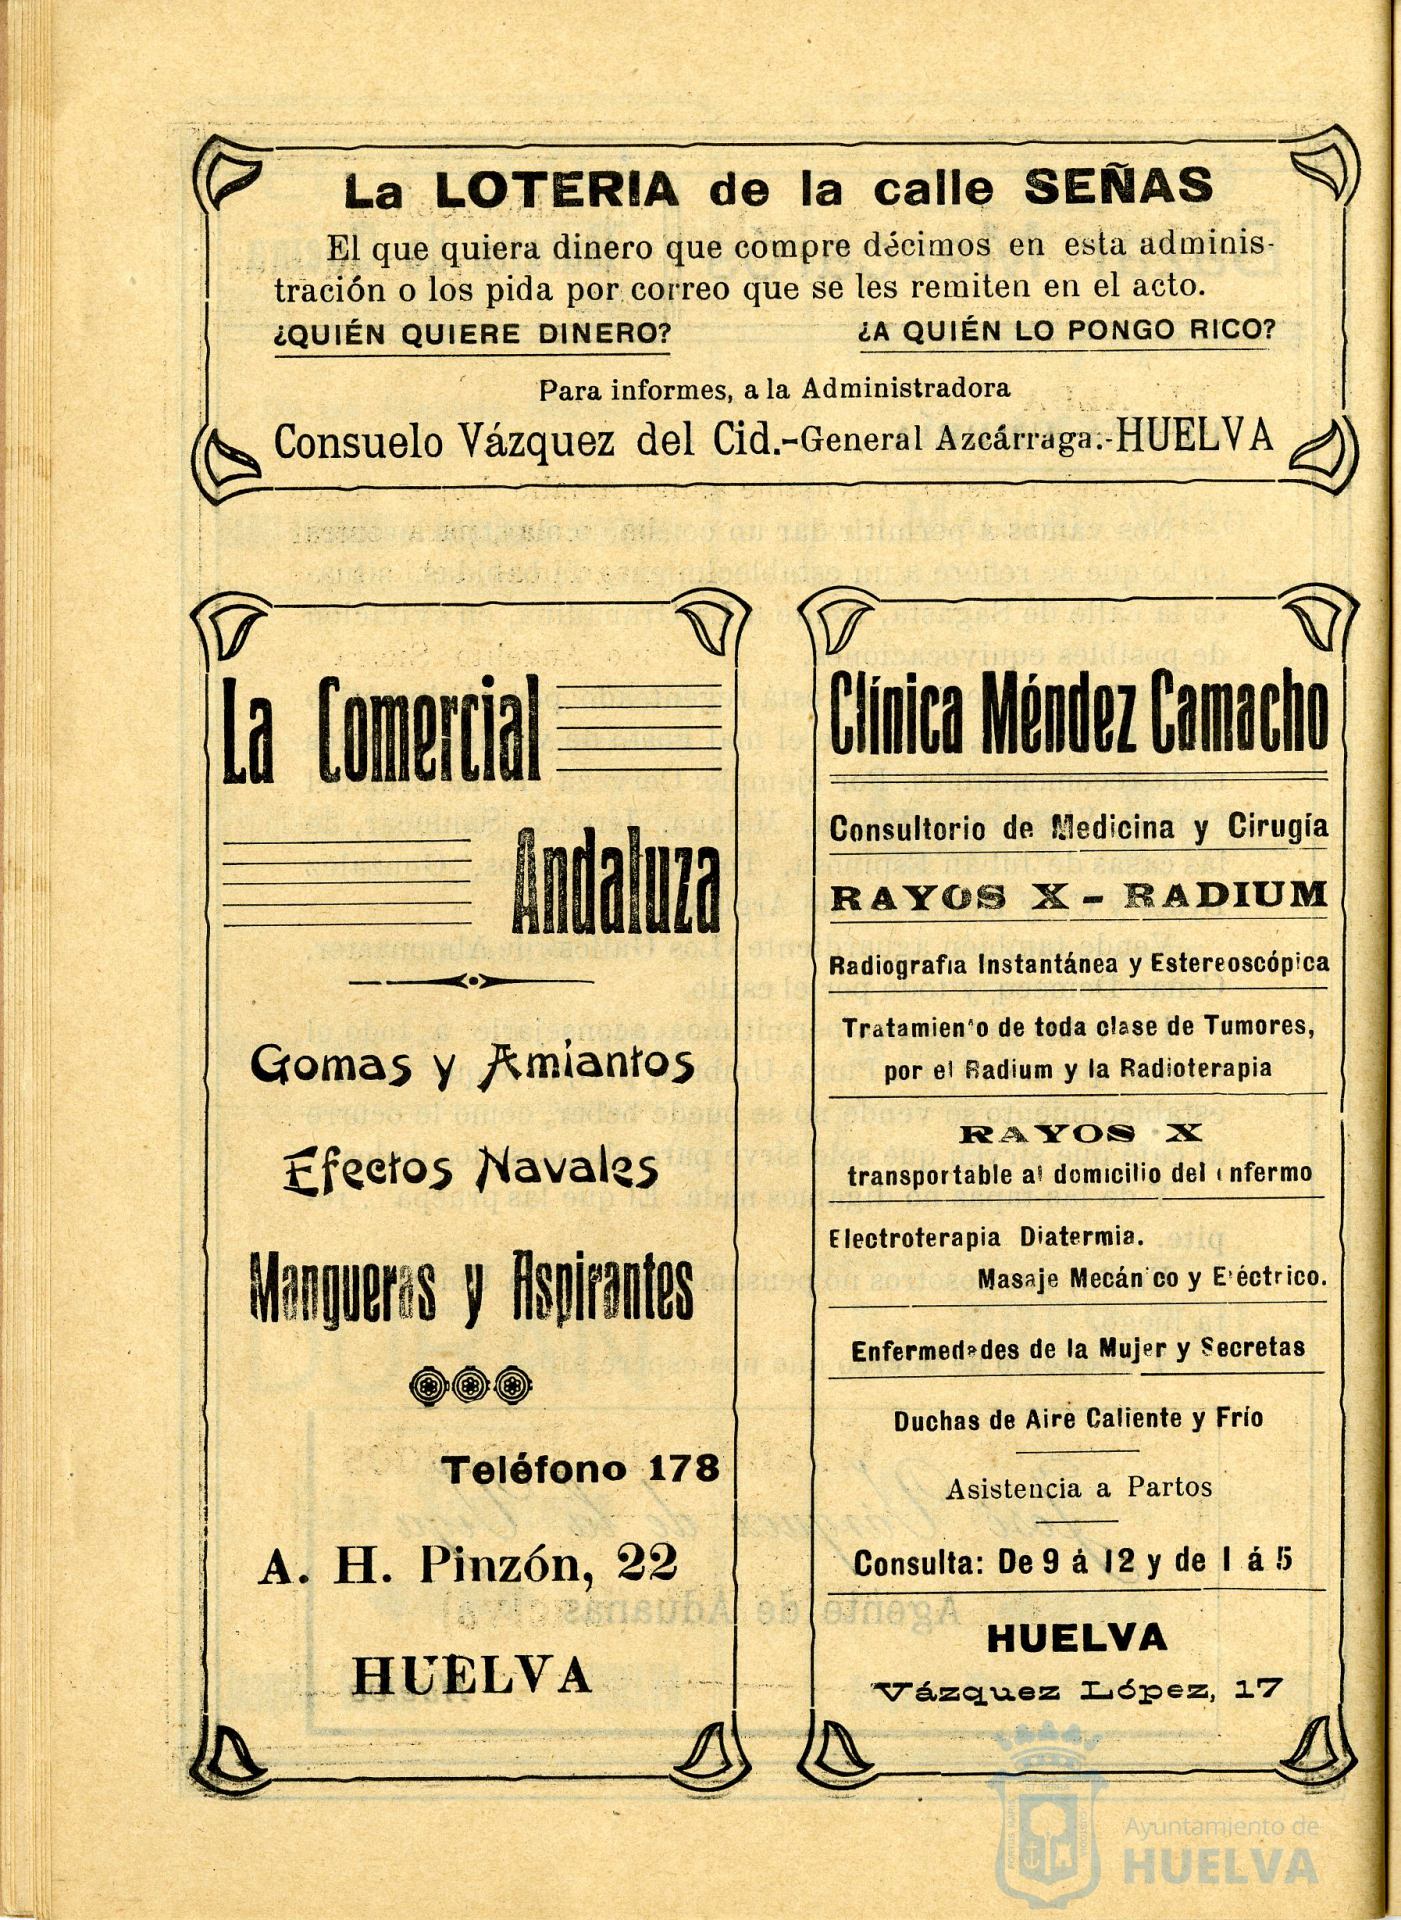 La LOTERIA de la calle SEÑAS
El que quiera dinero que compre décimos en esta adminis-
tración o los pida por correo que se les remiten en el acto.
¿QUIÉN QUIERE DINERO? ¿A QUIÉN LO PONGO RICO?
Para informes, a la Administradora
Consuelo Vázquez del Cid.-General Azcárraga.-HUELVA
La Comercial
Andaluza
Gomas y Amiantos
Efectos Navales
Mangueras y Aspirantes
Teléfono 178
A. H. Pinzón, 22
HUELVA
Clínica Méndez Camacho
Consultorio de Medicina y Cirugía
RAYOS X - RADIUM
Radiografía Instantánea y Estereoscópica
Tratamiento de toda clase de Tumores,
por el Radium y la Radioterapia
RAYOS X
transportable al domicilio del enfermo
Electroterapia Diatermia.
Masaje Mecánico y Eléctrico.
Enfermedades de la Mujer y Secretas
Duchas de Aire Caliente y Frío
Asistencia a Partos
Consulta: De 9 á 12 y de 1 á 5
HUELVA
Vázquez López, 17
Ayuntamiento de
HUELVA